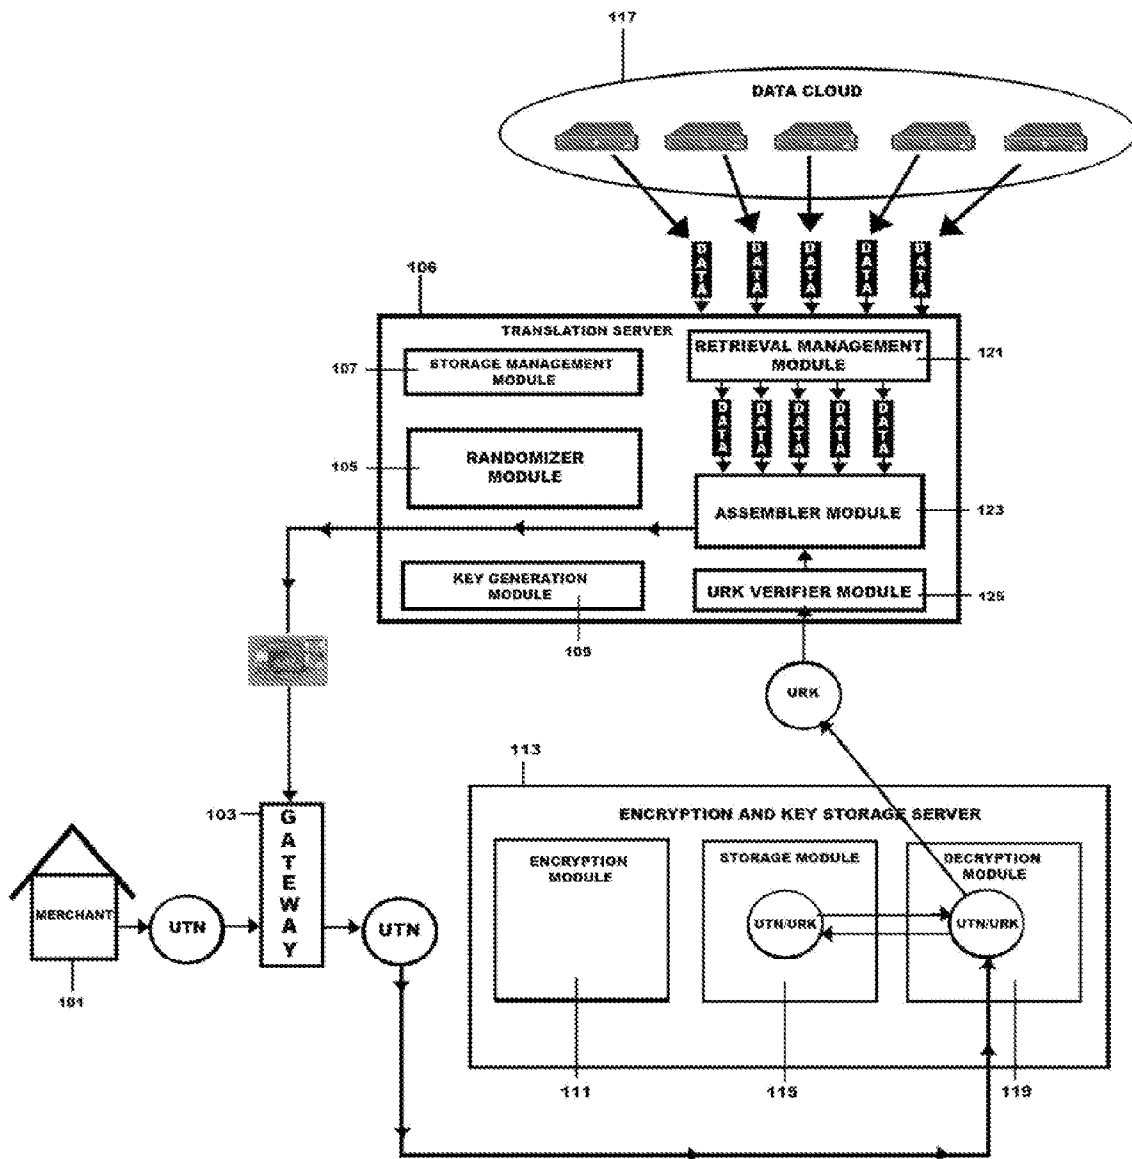 117
DATA CLOUD
DATA
DATA
DATA
DATA
DATA
106
TRANSLATION SERVER
RETRIEVAL MANAGEMENT
MODULE
121
107
STORAGE MANAGEMENT
MODULE
DATA
DATA
DATA
DATA
DATA
105
RANDOMIZER
MODULE
ASSEMBLER MODULE
123
KEY GENERATION
MODULE
URK VERIFIER MODULE
125
109
URK
113
103
GATEWAY
ENCRYPTION AND KEY STORAGE SERVER
ENCRYPTION
MODULE
STORAGE MODULE
DECRYPTION
MODULE
MERCHANT
UTN
UTN
UTN/URK
UTN/URK
101
111
115
119